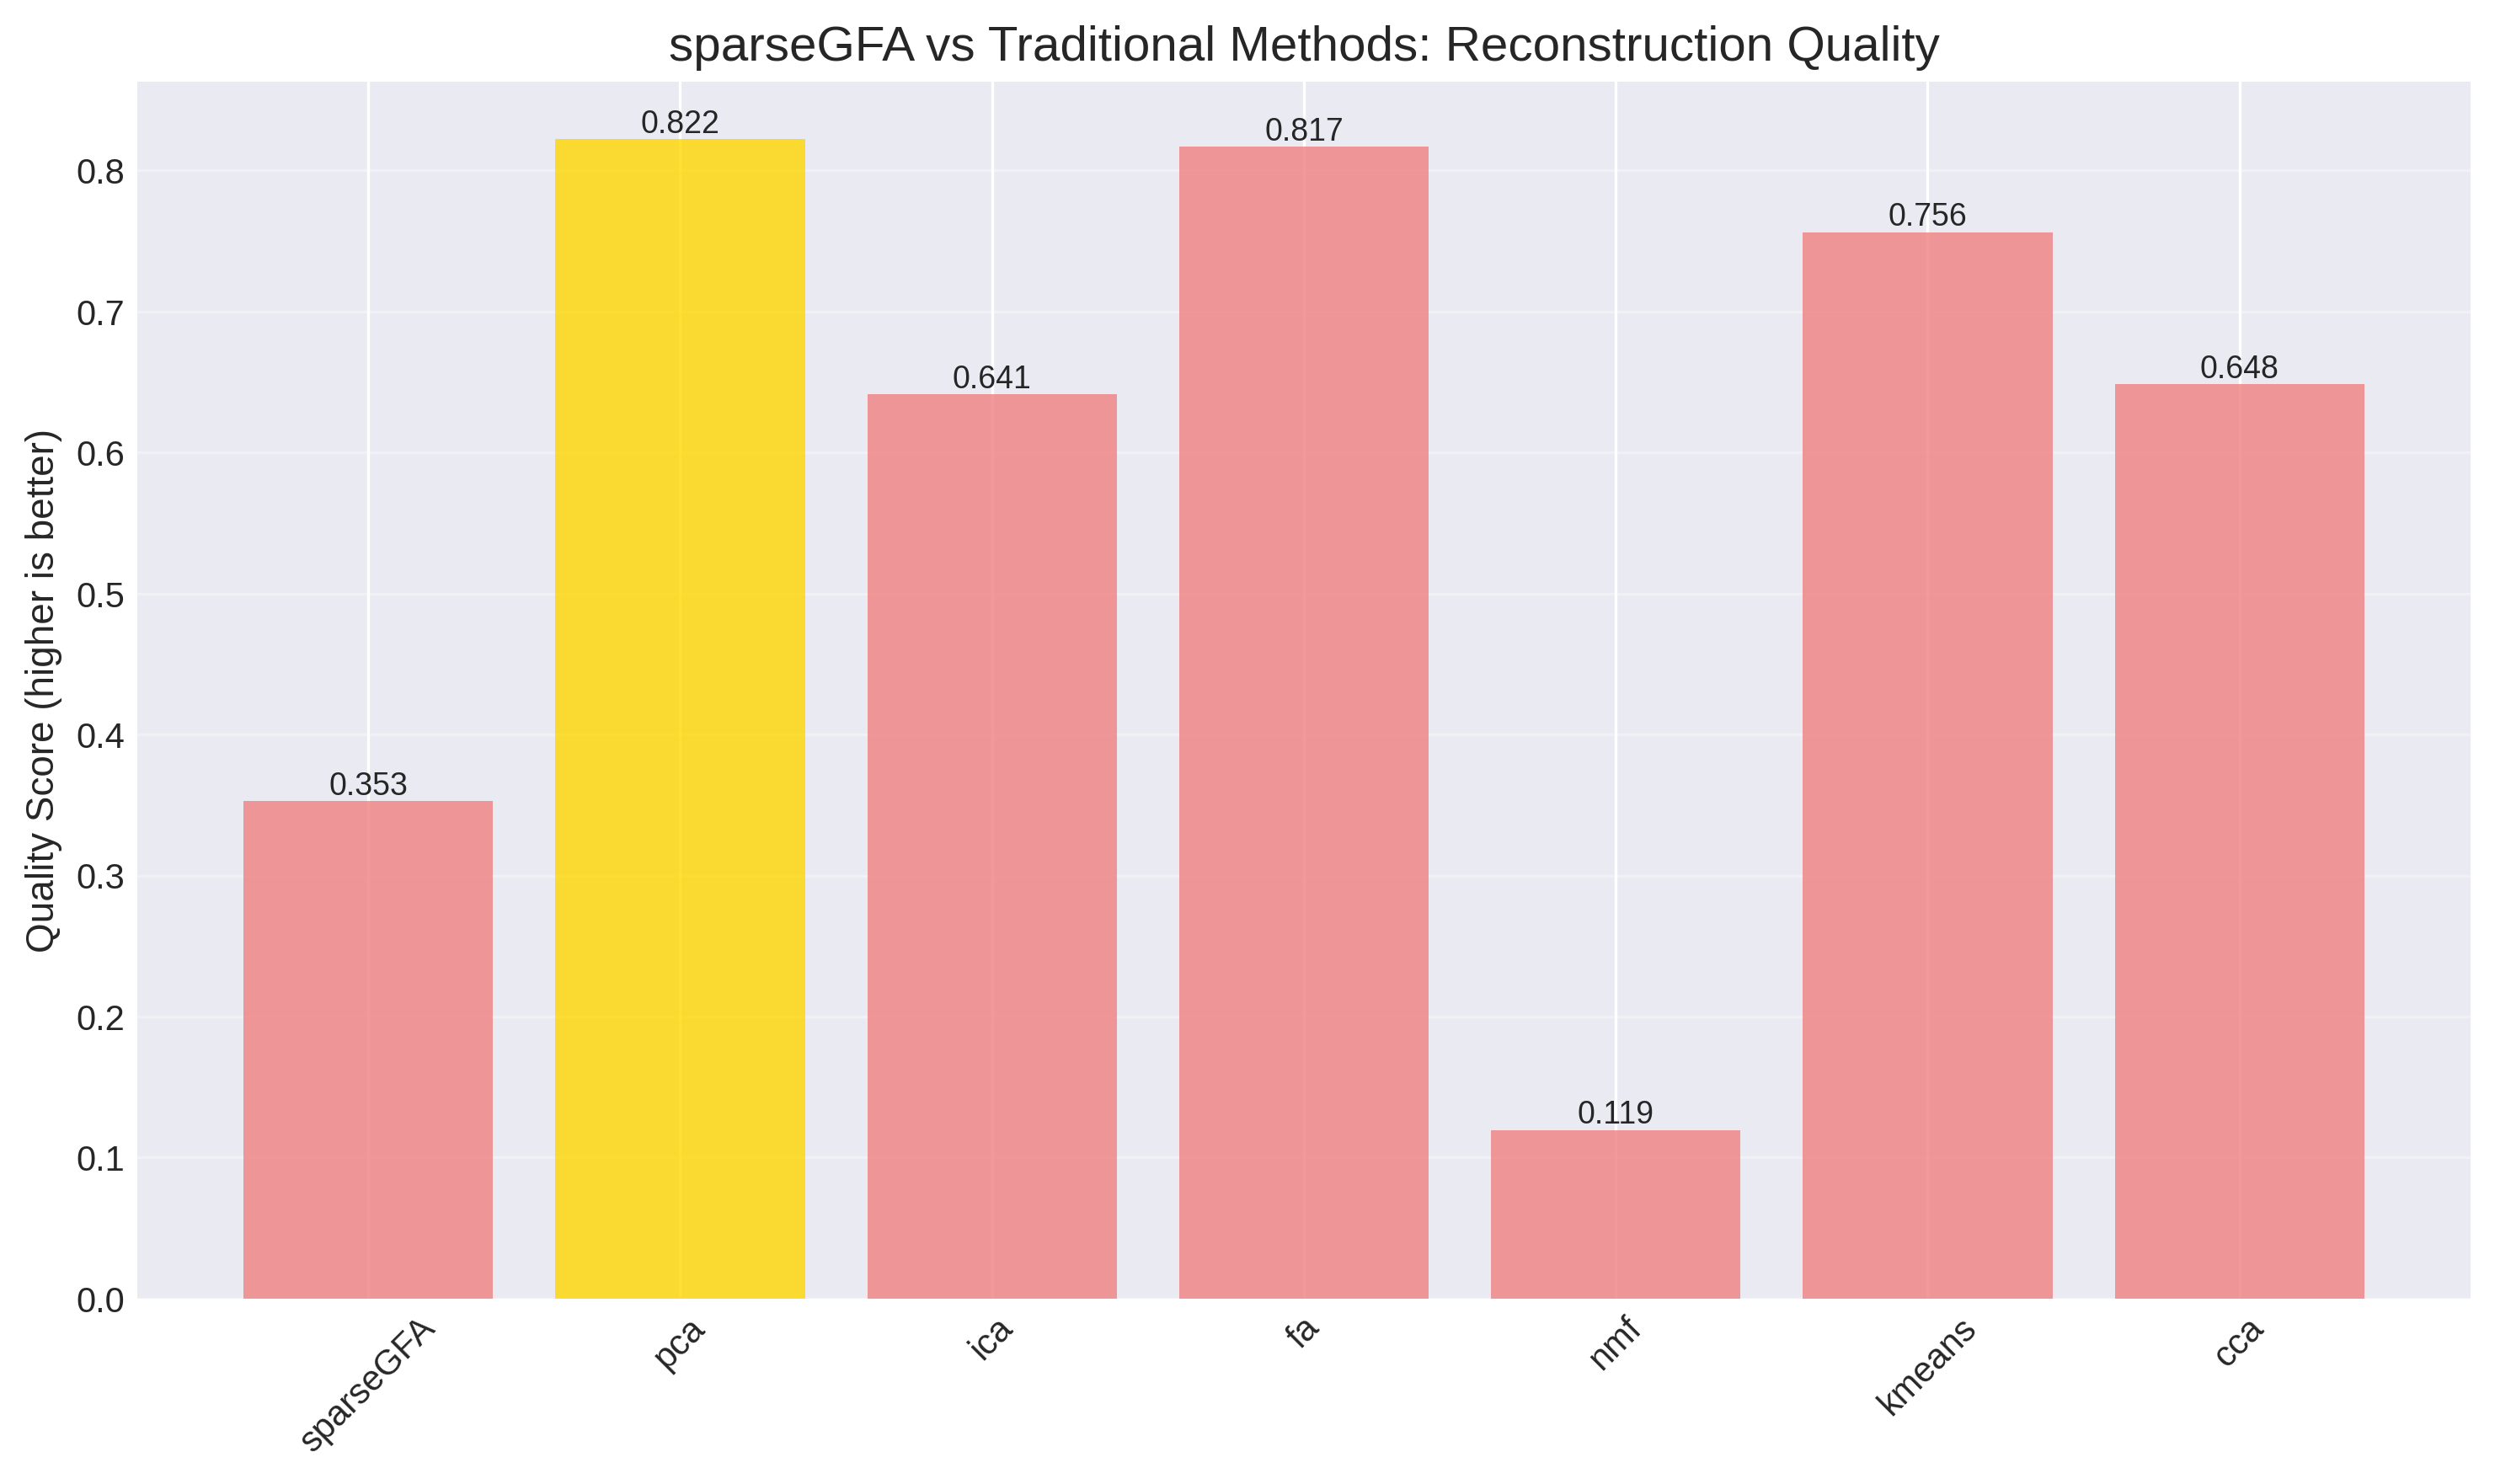 sparseGFA vs Traditional Methods: Reconstruction Quality
Quality Score (higher is better)
0.8
0.7
0.6
0.5
0.4
0.3
0.2
0.1
0.0
0.353
0.822
0.641
0.817
0.119
0.756
0.648
sparseGFA
pca
ica
fa
nmf
kmeans
cca